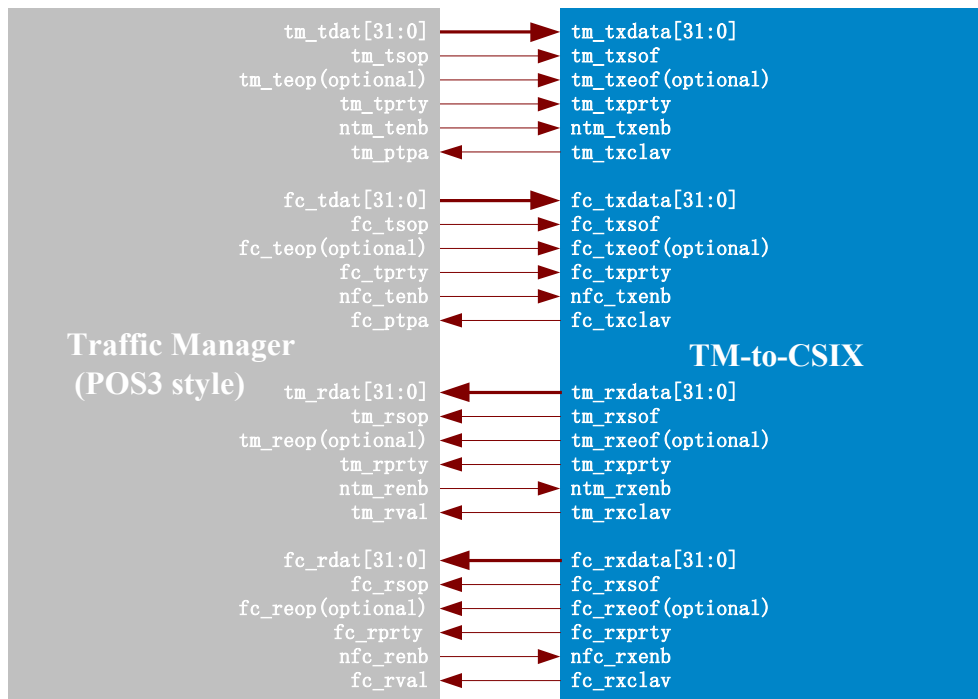 tm_tdat[31:0] tm_txdata[31:0]
tm_tsop tm_txsof
tm_teop(optional) tm_txeof(optional)
tm_tprty tm_txprty
ntm_tenb ntm_txenb
tm_ptpa tm_txclav
fc_tdat[31:0] fc_txdata[31:0]
fc_tsop fc_txsof
fc_teop(optional) fc_txeof(optional)
fc_tprty fc_txprty
nfc_tenb nfc_txenb
fc_ptpa fc_txclav
Traffic Manager
(POS3 style)
TM-to-CSIX
tm_rdat[31:0] tm_rxdata[31:0]
tm_rsop tm_rxsof
tm_reop(optional) tm_rxeof(optional)
tm_rprty tm_rxprty
ntm_renb ntm_rxenb
tm_rval tm_rxclav
fc_rdat[31:0] fc_rxdata[31:0]
fc_rsop fc_rxsof
fc_reop(optional) fc_rxeof(optional)
fc_rprty fc_rxprty
nfc_renb nfc_rxenb
fc_rval fc_rxclav